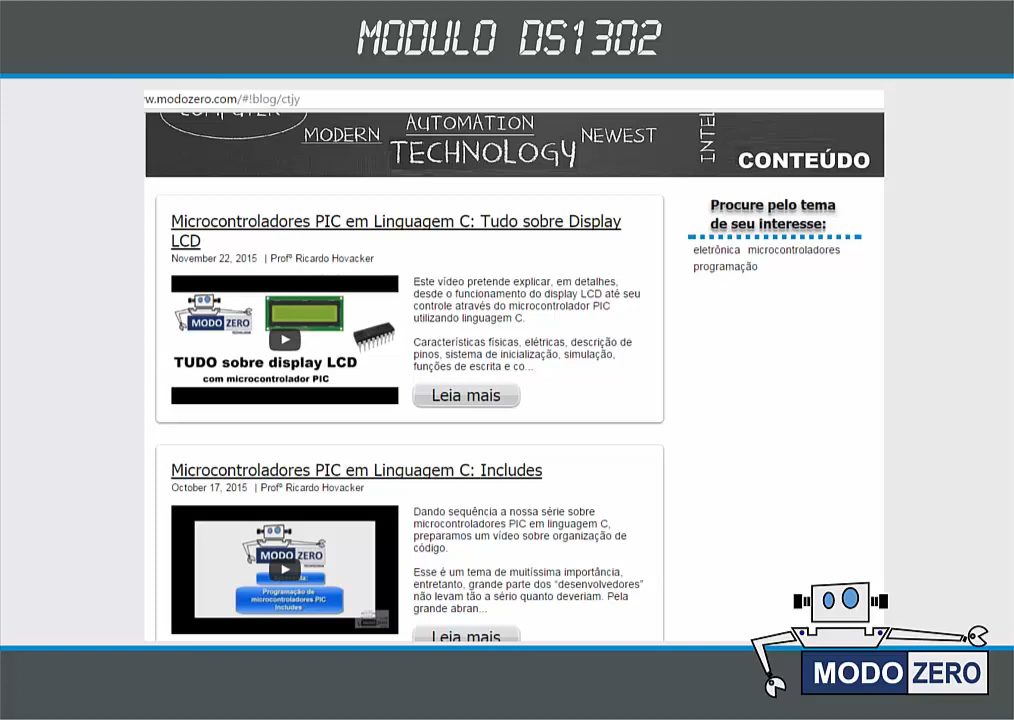 MODULO DS1302
w.modozero.com/#!blog/ctjy
COMPUTER
MODERN
AUTOMATION
TECHNOLOGY
NEWEST
CONTEÚDO
Microcontroladores PIC em Linguagem C: Tudo sobre Display
LCD
November 22, 2015 | Profº Ricardo Hovacker
MODO ZERO
TUDO sobre display LCD
com microcontrolador PIC
Este vídeo pretende explicar, em detalhes,
desde o funcionamento do display LCD até seu
controle através do microcontrolador PIC
utilizando linguagem C.
Características físicas, elétricas, descrição de
pinos, sistema de inicialização, simulação,
funções de escrita e co...
Leia mais
Procure pelo tema
de seu interesse:
eletrônica microcontroladores
programação
Microcontroladores PIC em Linguagem C: Includes
October 17, 2015 | Profº Ricardo Hovacker
MODO ZERO
Programação de
microcontroladores PIC
Includes
Dando sequência a nossa série sobre
microcontroladores PIC em linguagem C,
preparamos um vídeo sobre organização de
código.
Esse é um tema de muitíssima importância,
entretanto, grande parte dos “desenvolvedores”
não levam tão a sério quanto deveriam. Pela
grande abran...
Leia mais
MODO ZERO